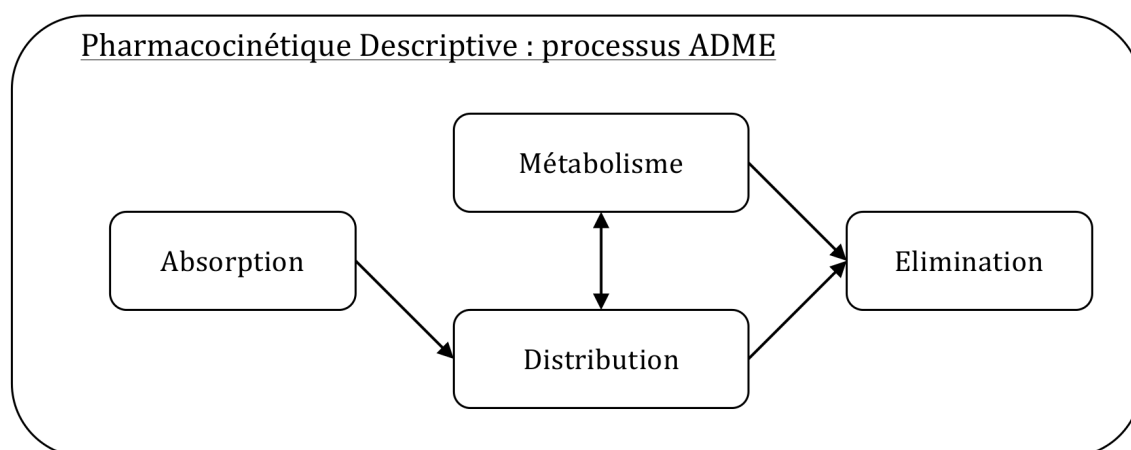 Pharmacocinétique Descriptive : processus ADME
Métabolisme
Absorption
Elimination
Distribution